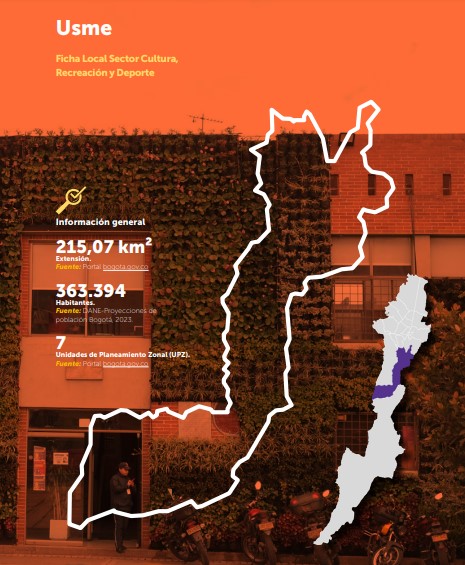 Usme
Ficha Local Sector Cultura,
Recreación y Deporte
Información general
215,07 km²
Extensión.
Fuente: Portal bogota.gov.co
363.394
Habitantes.
Fuente: DANE-Proyecciones de
población Bogotá, 2023.
7
Unidades de Planeamiento Zonal (UPZ).
Fuente: Portal bogota.gov.co